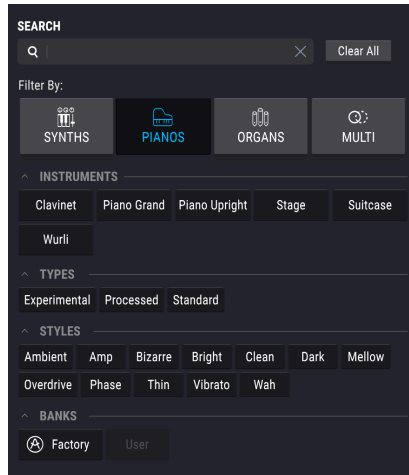 SEARCH
Clear All
Filter By:
SYNTHS PIANOS ORGANS MULTI
INSTRUMENTS
Clavinet Piano Grand Piano Upright Stage Suitcase
Wurli
TYPES
Experimental Processed Standard
STYLES
Ambient Amp Bizarre Bright Clean Dark Mellow
Overdrive Phase Thin Vibrato Wah
BANKS
Factory User